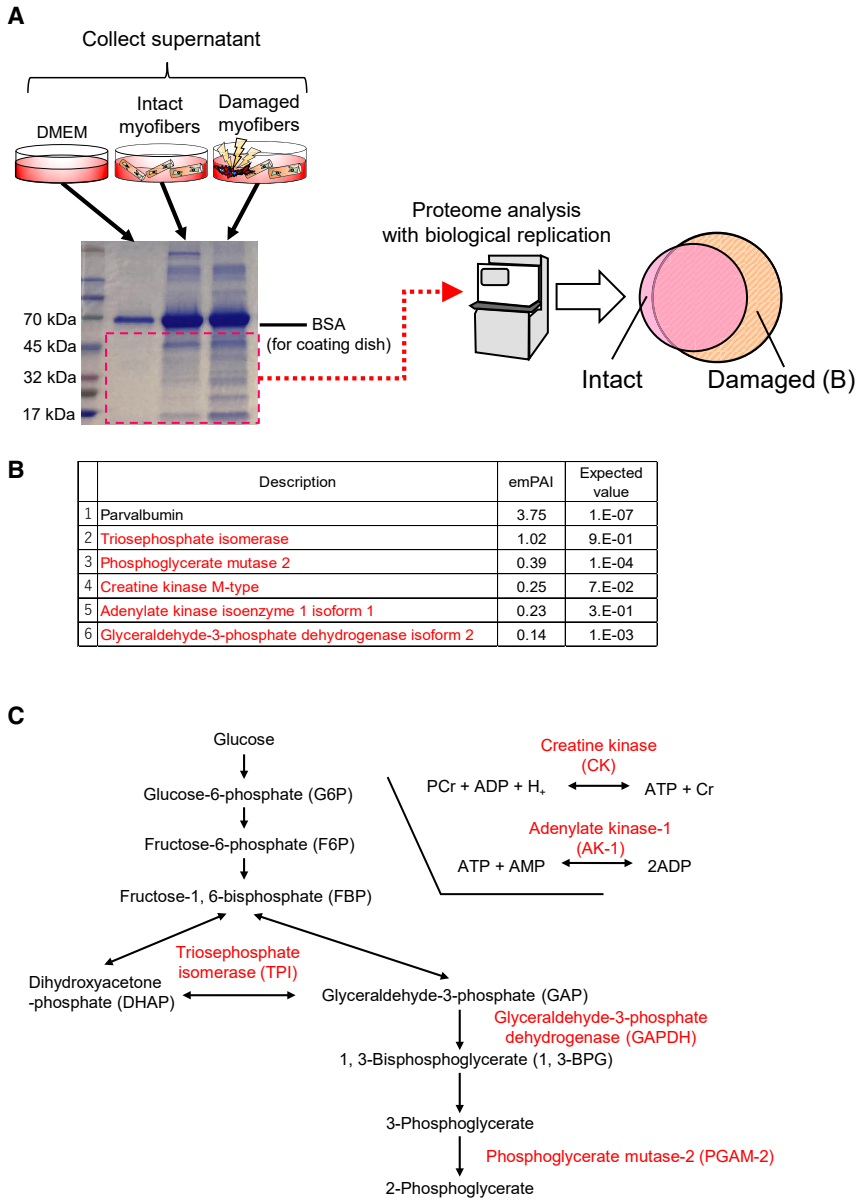 A
Collect supernatant
DMEM
Intact
myofibers
Damaged
myofibers
70 kDa
45 kDa
32 kDa
17 kDa
BSA
(for coating dish)
Proteome analysis
with biological replication
Intact
Damaged (B)
B
Description emPAI Expected value
1 Parvalbumin 3.75 1.E-07
2 Triosephosphate isomerase 1.02 9.E-01
3 Phosphoglycerate mutase 2 0.39 1.E-04
4 Creatine kinase M-type 0.25 7.E-02
5 Adenylate kinase isoenzyme 1 isoform 1 0.23 3.E-01
6 Glyceraldehyde-3-phosphate dehydrogenase isoform 2 0.14 1.E-03
C
Glucose
Glucose-6-phosphate (G6P)
Fructose-6-phosphate (F6P)
Fructose-1, 6-bisphosphate (FBP)
Creatine kinase
(CK)
PCr + ADP + H+ ATP + Cr
Adenylate kinase-1
(AK-1)
ATP + AMP 2ADP
Triosephosphate
isomerase (TPI)
Dihydroxyacetone
-phosphate (DHAP)
Glyceraldehyde-3-phosphate (GAP)
Glyceraldehyde-3-phosphate
dehydrogenase (GAPDH)
1, 3-Bisphosphoglycerate (1, 3-BPG)
3-Phosphoglycerate
Phosphoglycerate mutase-2 (PGAM-2)
2-Phosphoglycerate